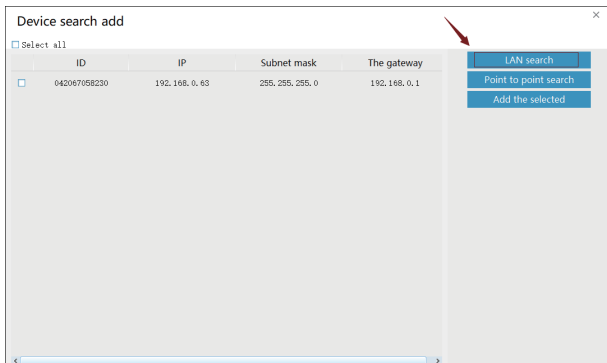 Device search add
Select all
ID IP Subnet mask The gateway
042067058230 192.168.0.63 255.255.255.0 192.168.0.1
LAN search
Point to point search
Add the selected